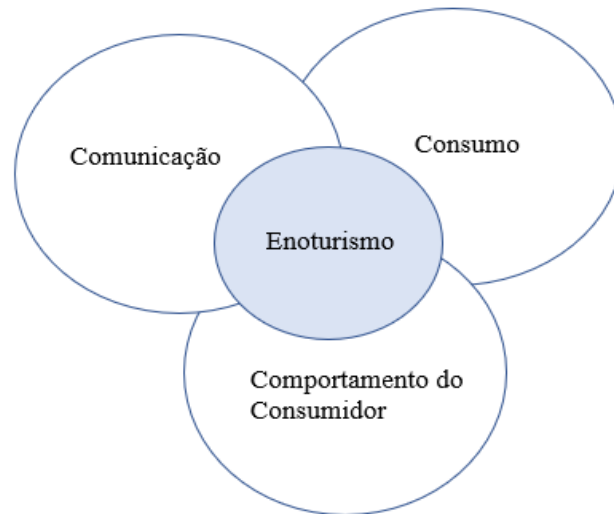 Consumo
Comunicação
Enoturismo
Comportamento do
Consumidor